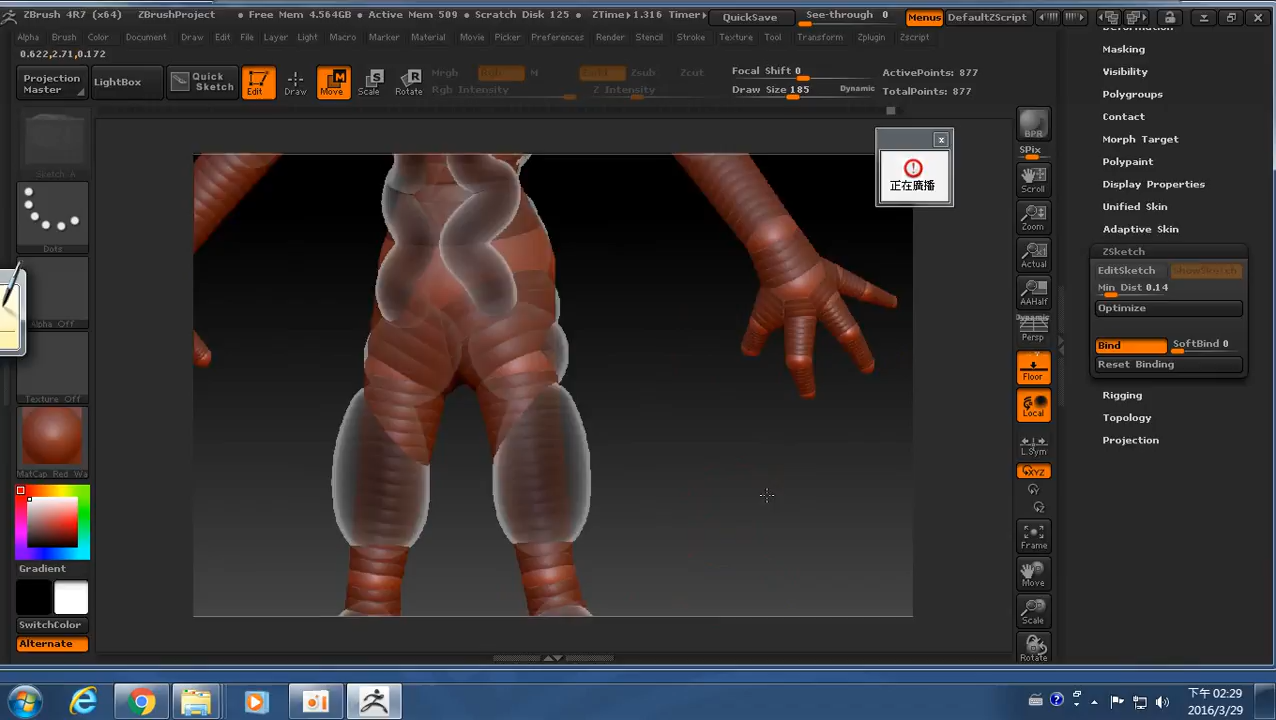 ZBrush 4R7 (x64) ZBrushProject • Free Mem 4.564GB • Active Mem 509 • Scratch Disk 125 • ZTime▸1.316 Timer▸ QuickSave See-through 0 Menus DefaultZScript
Alpha Brush Color Document Draw Edit File Layer Light Macro Marker Material Movie Picker Preferences Render Stencil Stroke Texture Tool Transform Zplugin Zscript
0.622,2.71,0.172
Projection Master
LightBox
Quick Sketch
Edit
Draw
Move
Scale
Rotate
Mrgb Rgb M
Rgb Intensity
Zadd Zsub Zcut
Z Intensity
Focal Shift 0
Draw Size 185 Dynamic
ActivePoints: 877
TotalPoints: 877
Sketch A
Dots
Alpha Off
Texture Off
MatCap Red Wa
Gradient
SwitchColor
Alternate
正在廣播
BPR
SPix
Scroll
Zoom
Actual
AAHalf
Dynamic
Persp
Floor
Local
L.Sym
XYZ
Y
Z
Frame
Move
Scale
Rotate
Deformation
Masking
Visibility
Polygroups
Contact
Morph Target
Polypaint
Display Properties
Unified Skin
Adaptive Skin
ZSketch
EditSketch ShowSketch
Min Dist 0.14
Optimize
Bind SoftBind 0
Reset Binding
Rigging
Topology
Projection
下午 02:29
2016/3/29